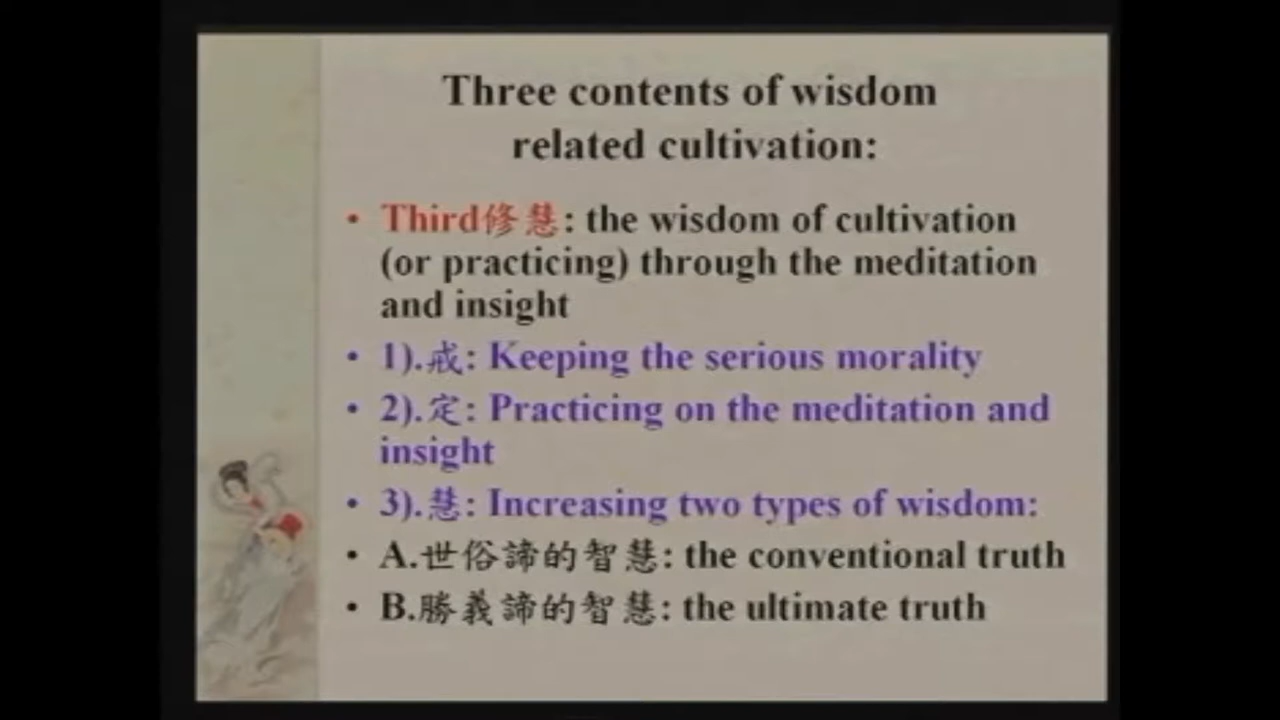 Three contents of wisdom
related cultivation:
• Third修慧: the wisdom of cultivation
(or practicing) through the meditation
and insight
• 1).戒: Keeping the serious morality
• 2).定: Practicing on the meditation and
insight
• 3).慧: Increasing two types of wisdom:
• A.世俗諦的智慧: the conventional truth
• B.勝義諦的智慧: the ultimate truth